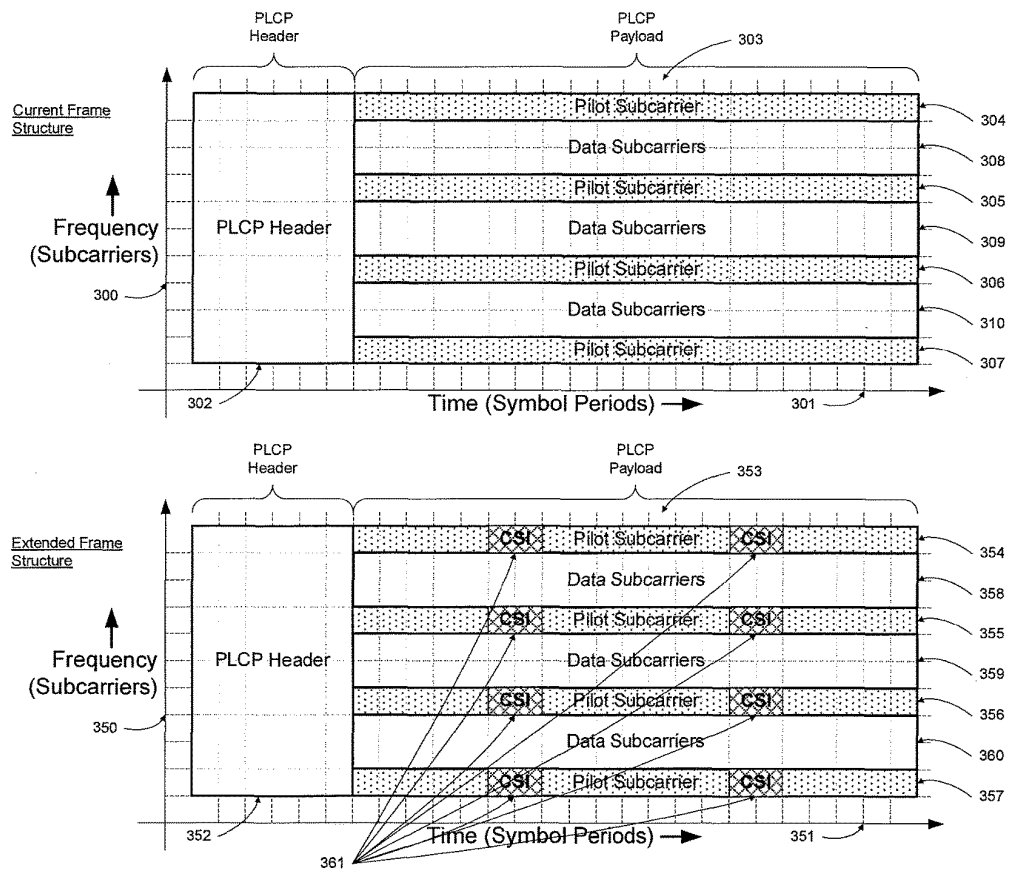 PLCP
Header
PLCP
Payload
303
Current Frame
Structure
Pilot Subcarrier
304
Data Subcarriers
308
Pilot Subcarrier
305
Frequency
(Subcarriers)
PLCP Header
Data Subcarriers
309
Pilot Subcarrier
306
300
Data Subcarriers
310
Pilot Subcarrier
307
302
Time (Symbol Periods)
301
PLCP
Header
PLCP
Payload
353
Extended Frame
Structure
CSI Pilot Subcarrier CSI
354
Data Subcarriers
358
CSI Pilot Subcarrier CSI
355
Frequency
(Subcarriers)
PLCP Header
Data Subcarriers
359
CSI Pilot Subcarrier CSI
356
350
Data Subcarriers
360
CSI Pilot Subcarrier CSI
357
352
Time (Symbol Periods)
351
361